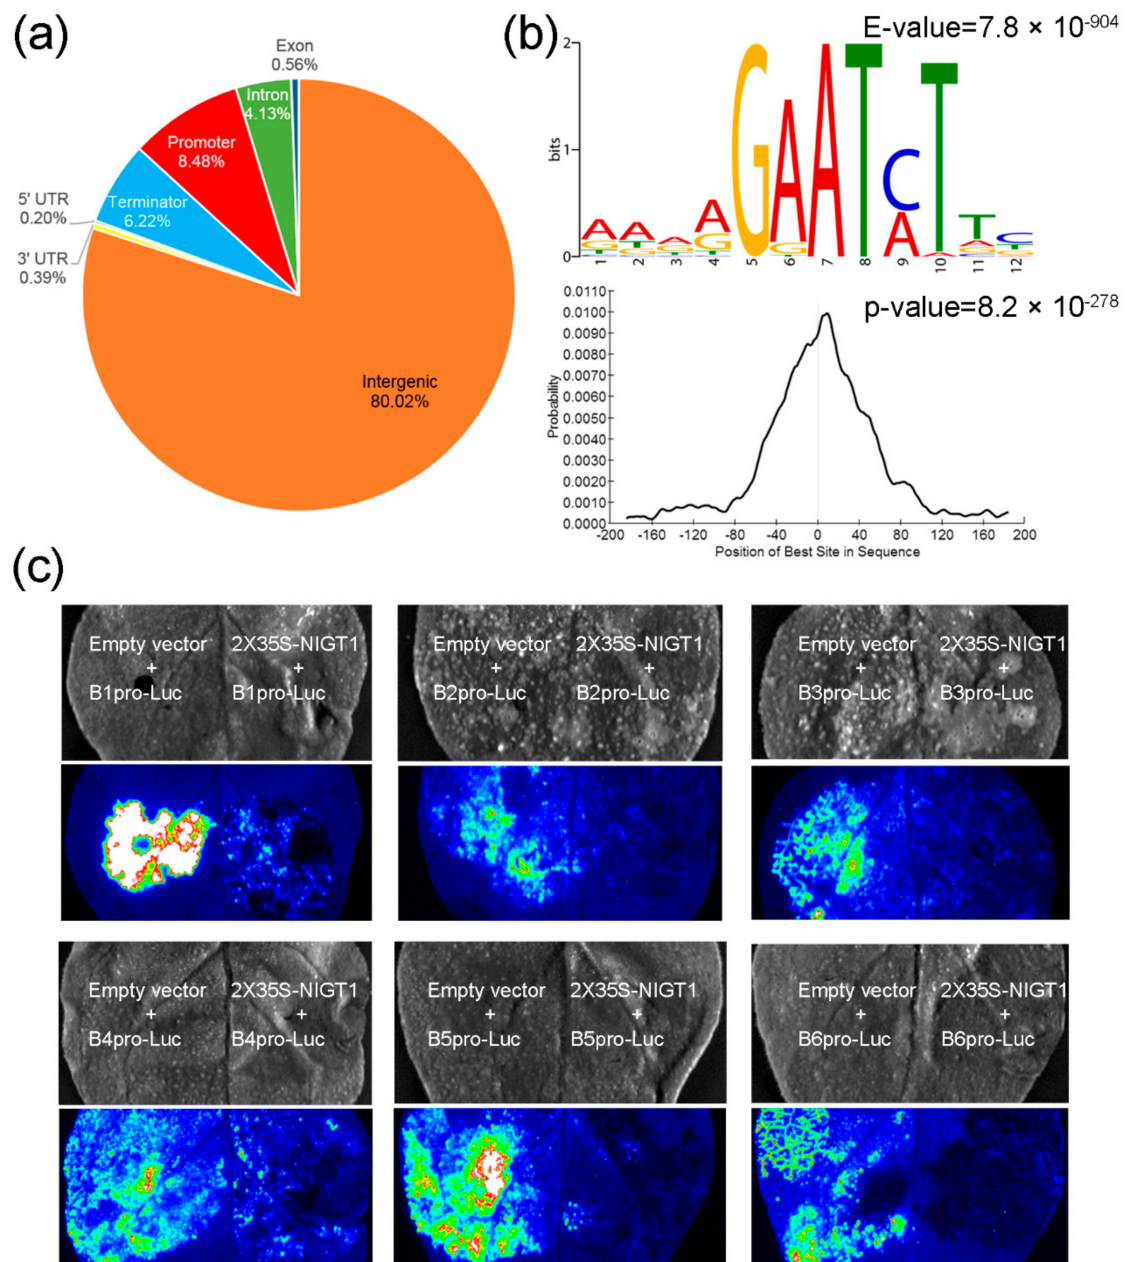 (a)
Exon
0.56%
Intron
4.13%
Promoter
8.48%
5' UTR
0.20%
Terminator
6.22%
3' UTR
0.39%
Intergenic
80.02%
(b)
E-value=7.8 × 10-904
2
bits
1
0
A A A A G A A T C T T C
G T A G G A A A T
T G G T A G
T C
1 2 3 4 5 6 7 8 9 10 11 12
p-value=8.2 × 10-278
0.0110
0.0100
0.0090
0.0080
0.0070
0.0060
0.0050
0.0040
0.0030
0.0020
0.0010
0.0000
Probability
-200 -160 -120 -80 -40 0 40 80 120 160 200
Position of Best Site in Sequence
(c)
Empty vector
+
B1pro-Luc
2X35S-NIGT1
+
B1pro-Luc
Empty vector
+
B2pro-Luc
2X35S-NIGT1
+
B2pro-Luc
Empty vector
+
B3pro-Luc
2X35S-NIGT1
+
B3pro-Luc
Empty vector
+
B4pro-Luc
2X35S-NIGT1
+
B4pro-Luc
Empty vector
+
B5pro-Luc
2X35S-NIGT1
+
B5pro-Luc
Empty vector
+
B6pro-Luc
2X35S-NIGT1
+
B6pro-Luc